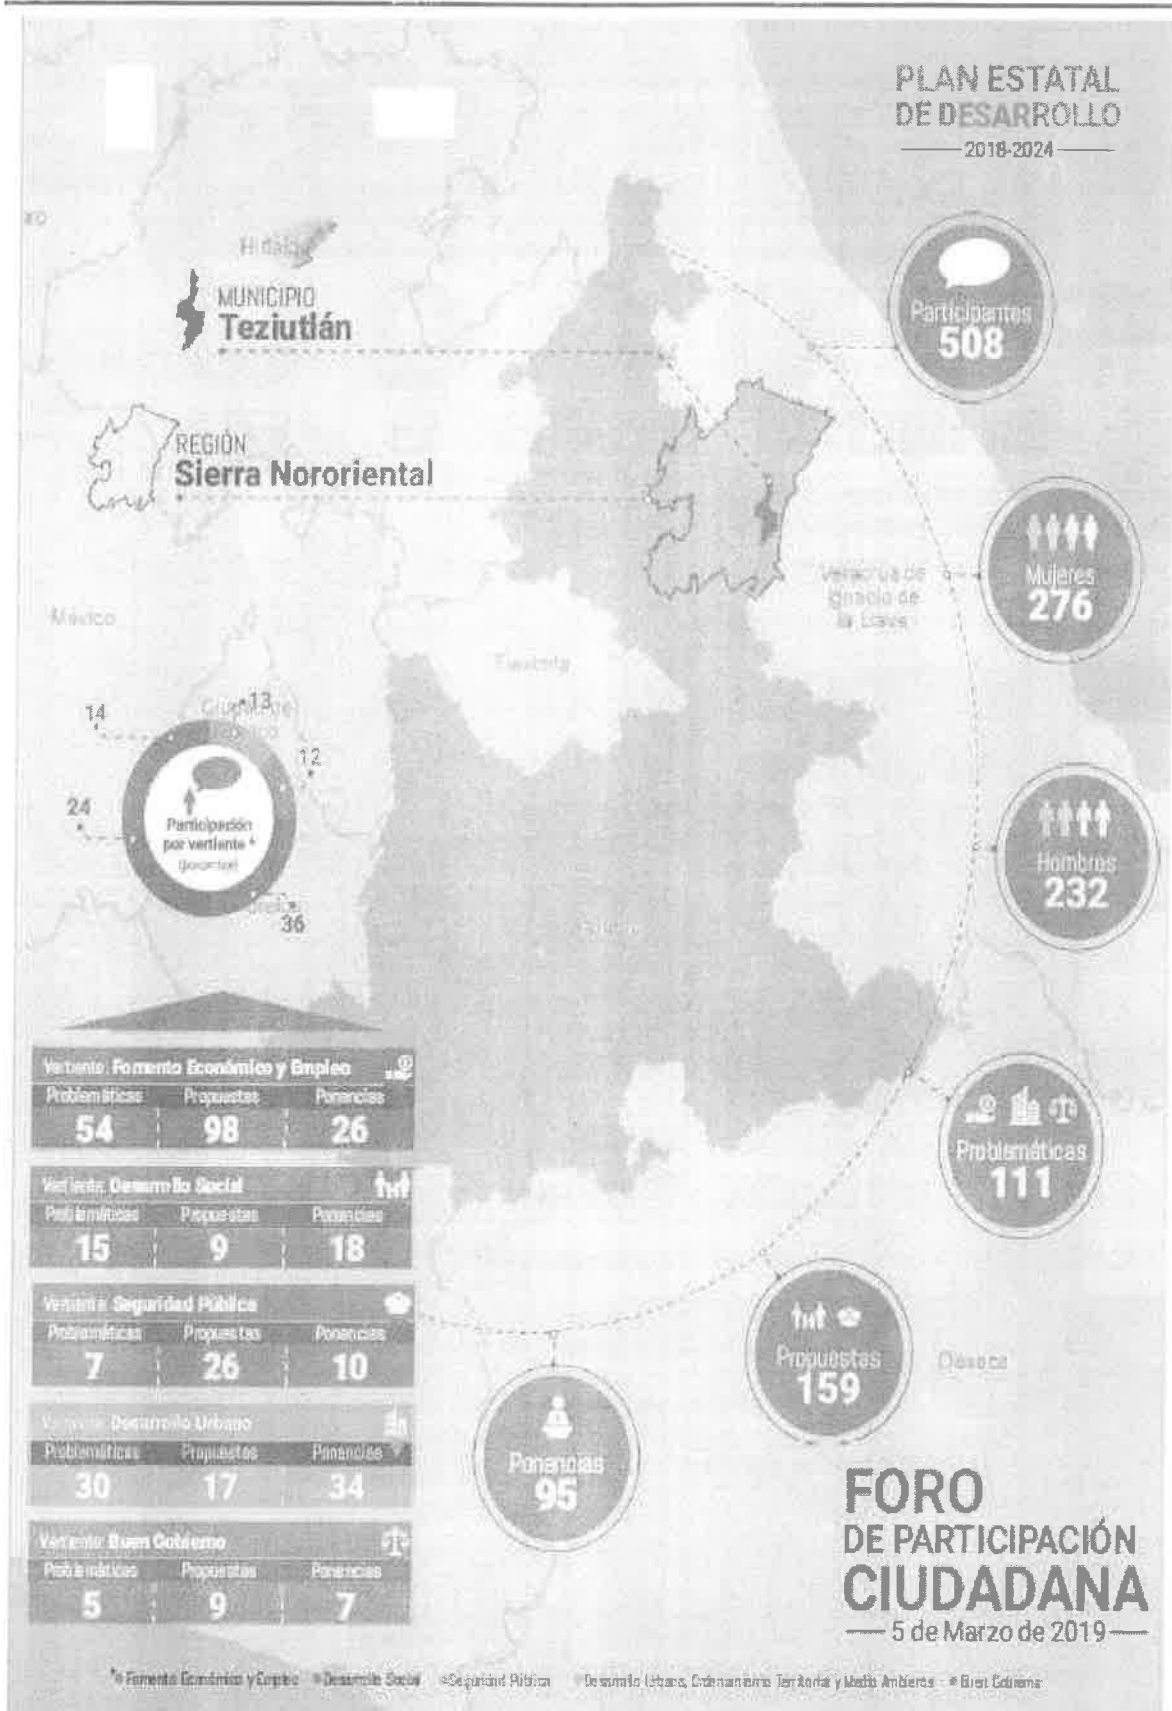 PLAN ESTATAL
DE DESARROLLO
2018-2024
Hidalgo
MUNICIPIO
Teziutlán
REGIÓN
Sierra Nororiental
Participantes
508
Mujeres
276
Veracruz de
Ignacio de
la Llave
México
Tlaxcala
Hombres
232
14
13
12
24
36
Participación
por vertiente *
Puebla
Vertiente: Fomento Económico y Empleo
Problemáticas Propuestas Ponencias
54 98 26
Vertiente: Desarrollo Social
Problemáticas Propuestas Ponencias
15 9 18
Vertiente: Seguridad Pública
Problemáticas Propuestas Ponencias
7 26 10
Vertiente: Desarrollo Urbano
Problemáticas Propuestas Ponencias
30 17 34
Vertiente: Buen Gobierno
Problemáticas Propuestas Ponencias
5 9 7
Problemáticas
111
Propuestas
159
Oaxaca
Ponencias
95
FORO
DE PARTICIPACIÓN
CIUDADANA
5 de Marzo de 2019
* Fomento Económico y Empleo Desarrollo Social Seguridad Pública Desarrollo Urbano, Ordenamiento Territorial y Medio Ambiente Buen Gobierno